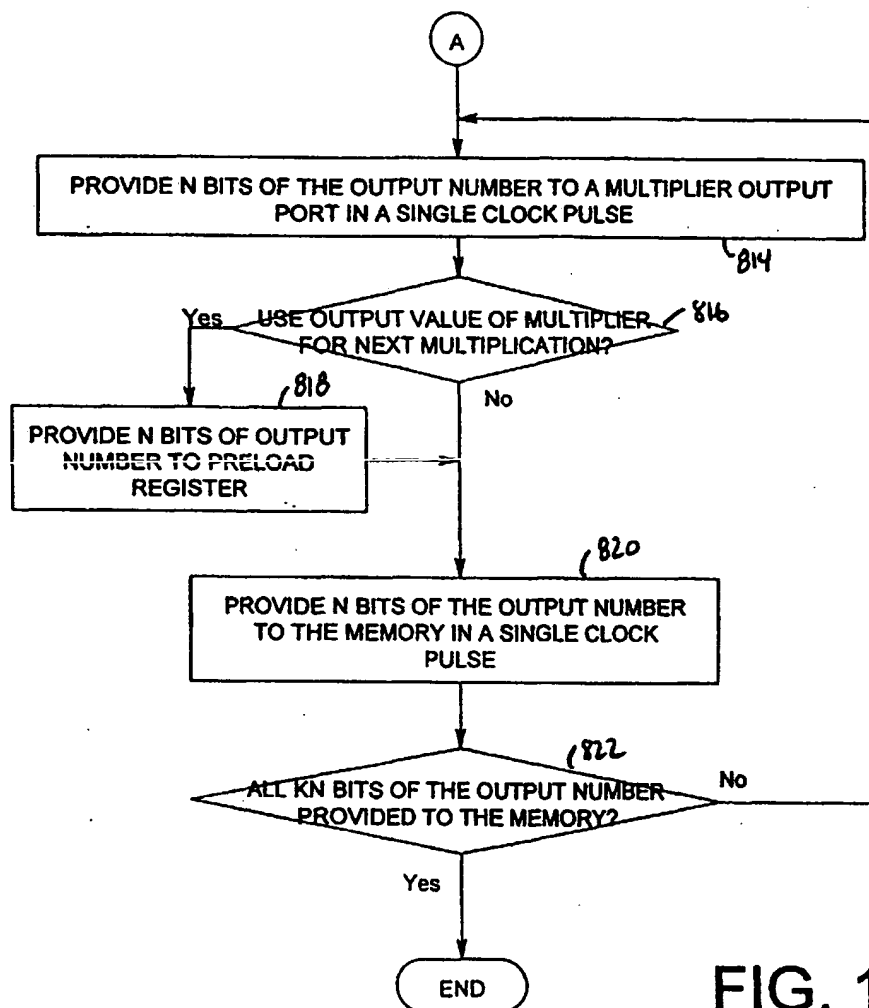 A
PROVIDE N BITS OF THE OUTPUT NUMBER TO A MULTIPLIER OUTPUT
PORT IN A SINGLE CLOCK PULSE
814
USE OUTPUT VALUE OF MULTIPLIER
FOR NEXT MULTIPLICATION?
816
Yes
No
818
PROVIDE N BITS OF OUTPUT
NUMBER TO PRELOAD
REGISTER
820
PROVIDE N BITS OF THE OUTPUT NUMBER
TO THE MEMORY IN A SINGLE CLOCK
PULSE
822
ALL KN BITS OF THE OUTPUT NUMBER
PROVIDED TO THE MEMORY?
No
Yes
END
FIG. 1